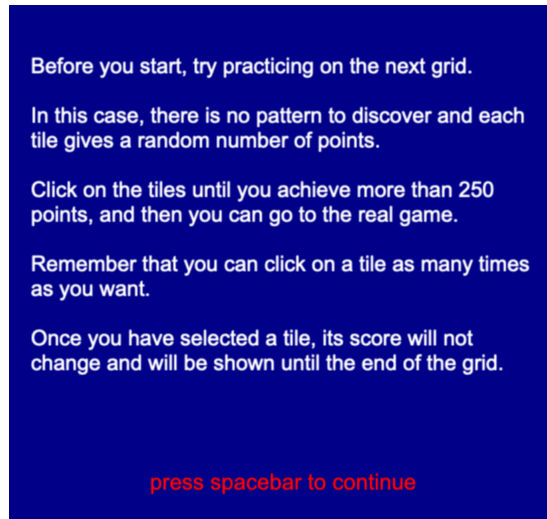 Before you start, try practicing on the next grid.
In this case, there is no pattern to discover and each
tile gives a random number of points.
Click on the tiles until you achieve more than 250
points, and then you can go to the real game.
Remember that you can click on a tile as many times
as you want.
Once you have selected a tile, its score will not
change and will be shown until the end of the grid.
press spacebar to continue